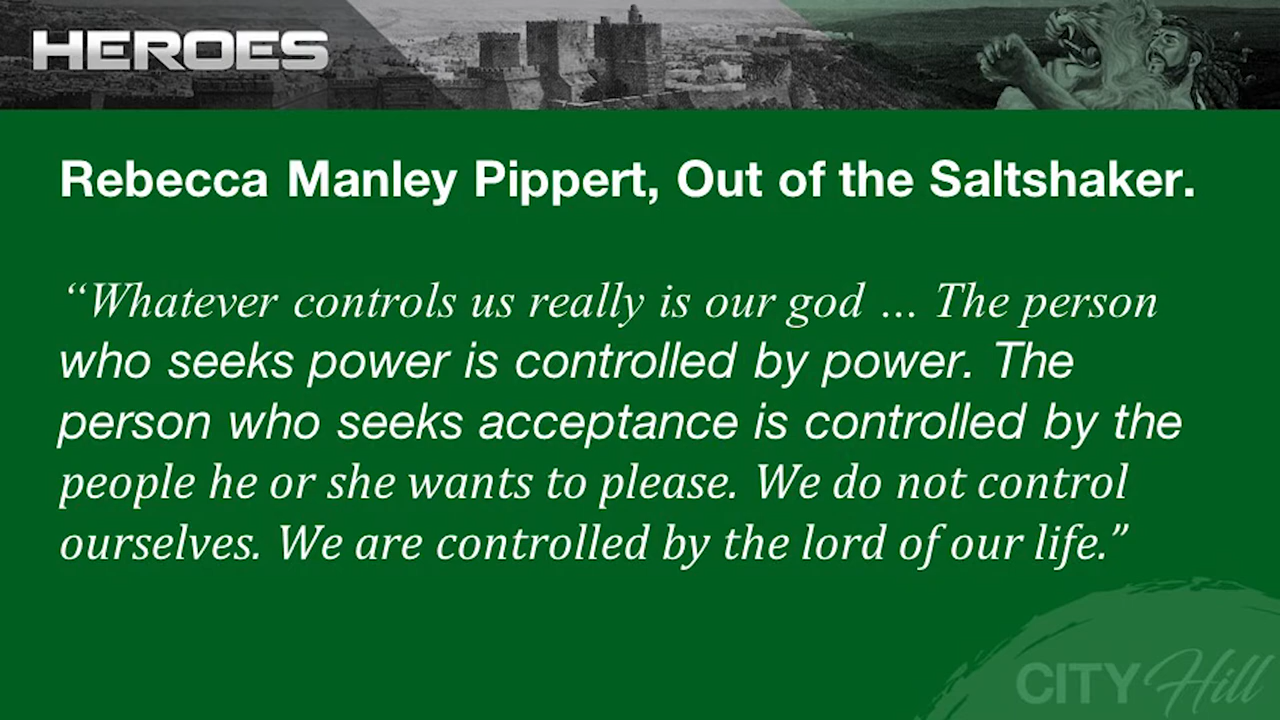 HEROES
Rebecca Manley Pippert, Out of the Saltshaker.
“Whatever controls us really is our god … The person
who seeks power is controlled by power. The
person who seeks acceptance is controlled by the
people he or she wants to please. We do not control
ourselves. We are controlled by the lord of our life.”
CITY Hill